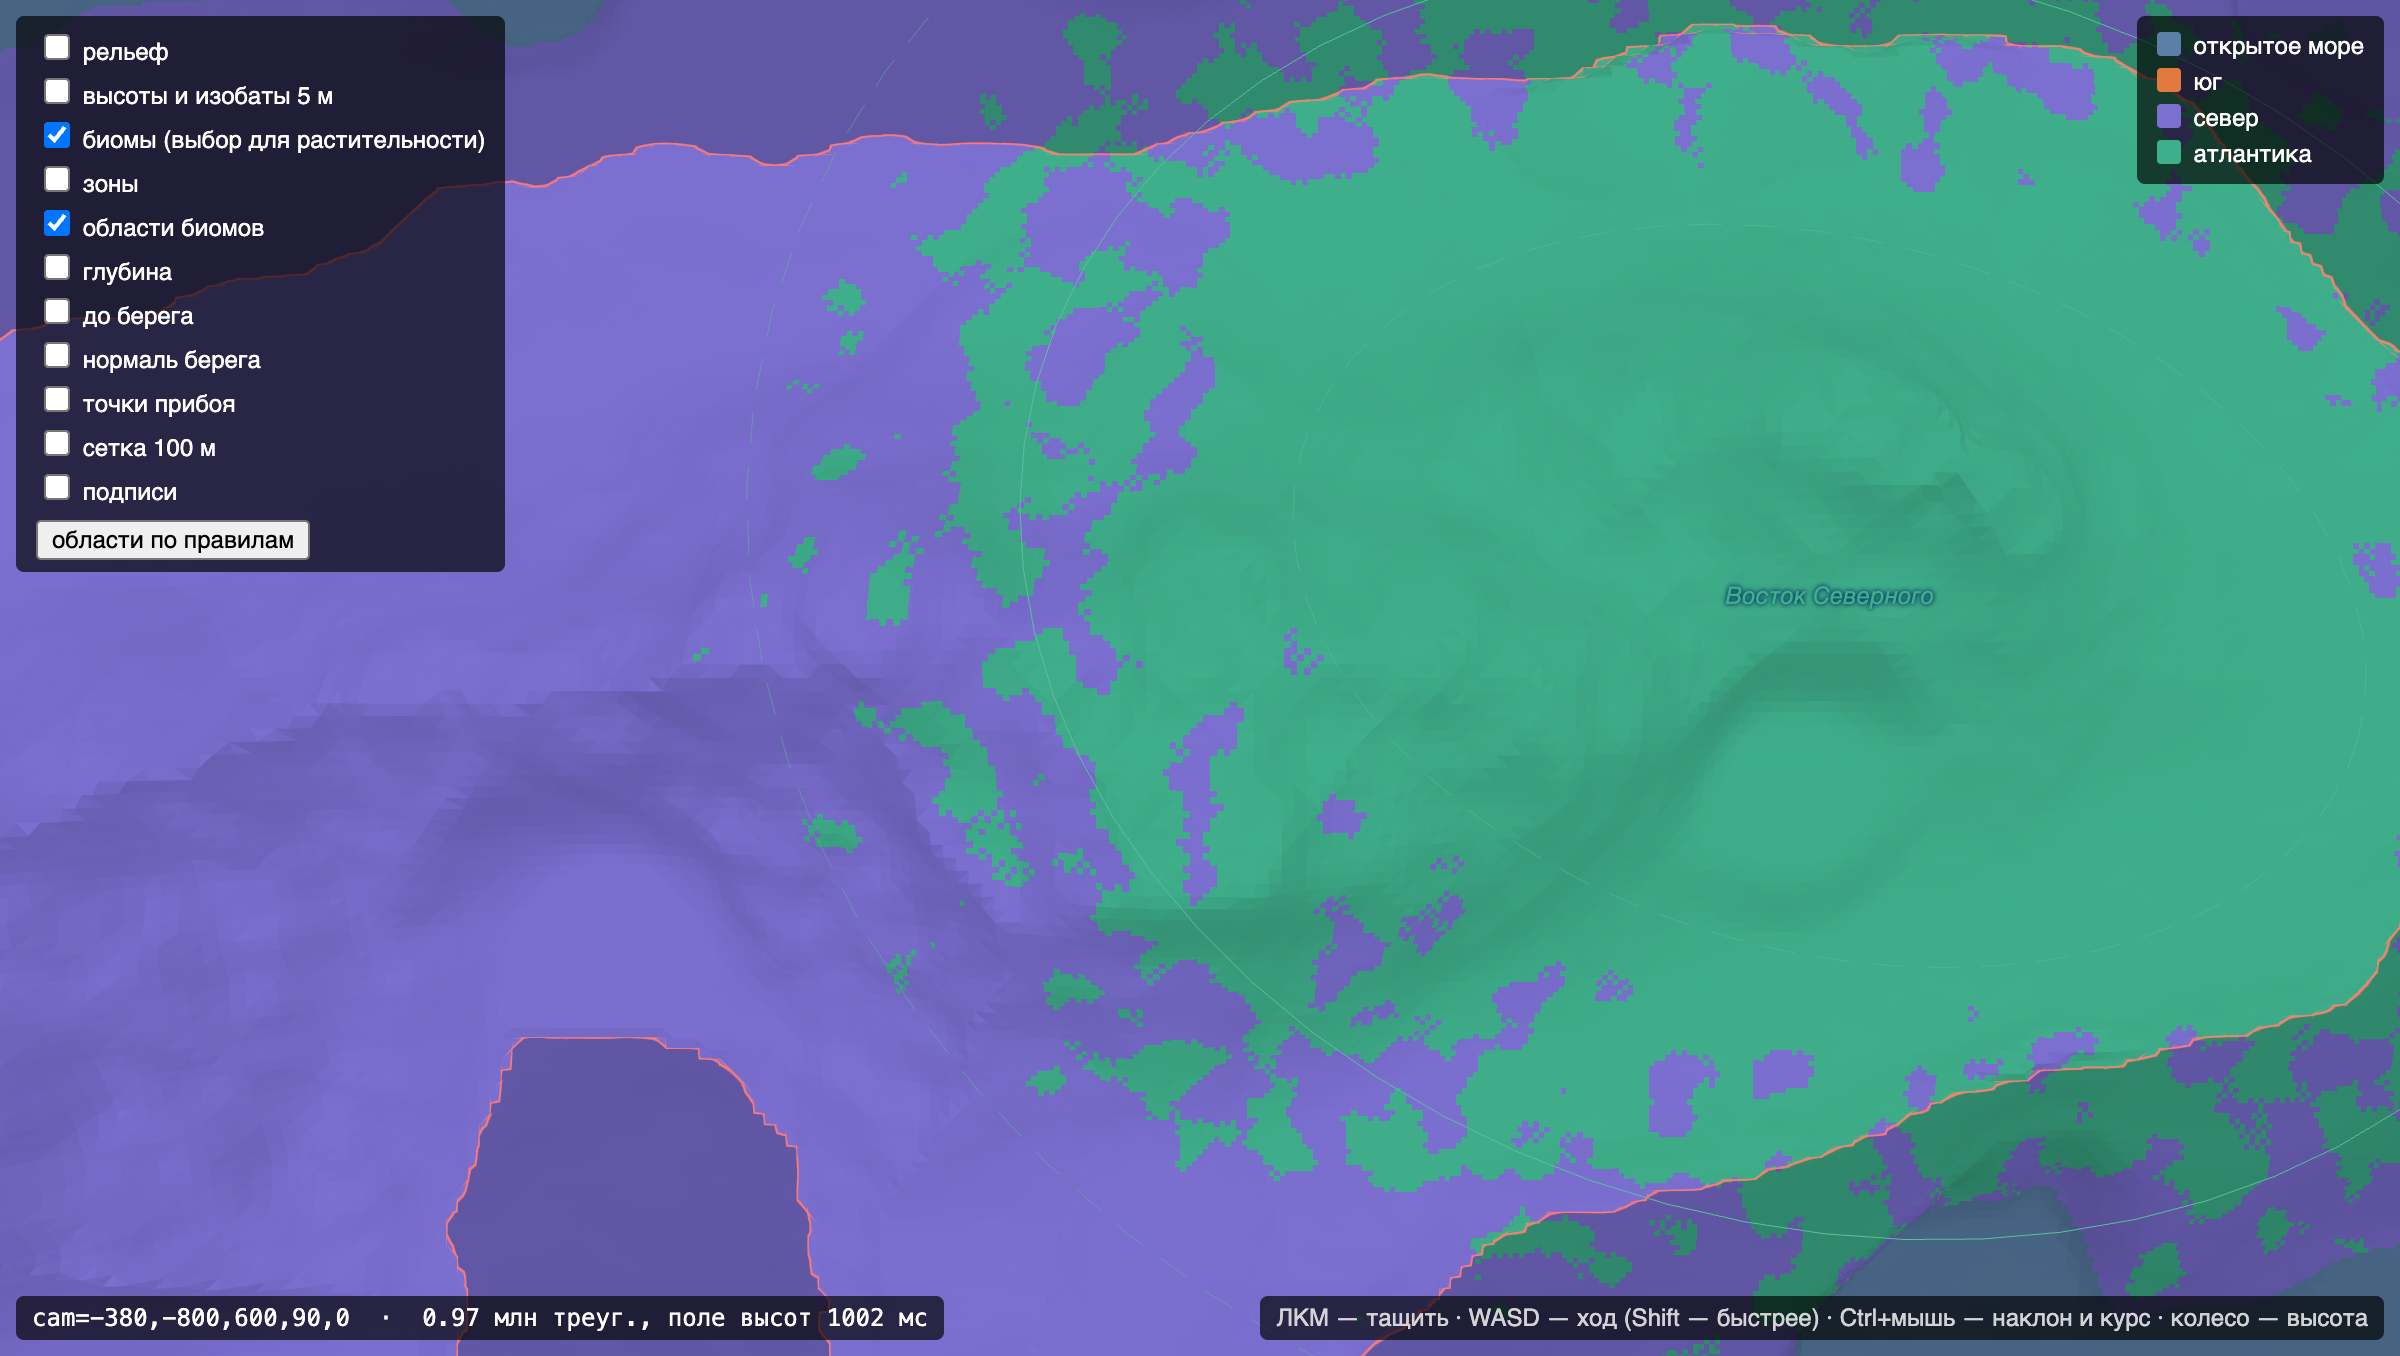 рельеф
высоты и изобаты 5 м
биомы (выбор для растительности)
зоны
области биомов
глубина
до берега
нормаль берега
точки прибоя
сетка 100 м
подписи
области по правилам
открытое море
юг
север
атлантика
Восток Северного
cam=−380,−800,600,90,0 · 0.97 млн треуг., поле высот 1002 мс
ЛКМ — тащить · WASD — ход (Shift — быстрее) · Ctrl+мышь — наклон и курс · колесо — высота